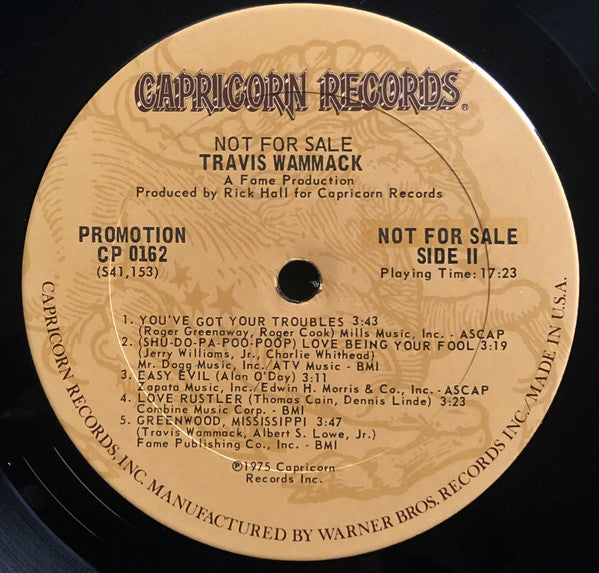 CAPRICORN RECORDS®
NOT FOR SALE
TRAVIS WAMMACK
A Fame Production
Produced by Rick Hall for Capricorn Records
PROMOTION
CP 0162
(S41,153)
NOT FOR SALE
SIDE II
Playing Time: 17:23
1. YOU'VE GOT YOUR TROUBLES 3:43
(Roger Greenaway, Roger Cook) Mills Music, Inc. - ASCAP
2. (SHU-DO-PA-POO-POOP) LOVE BEING YOUR FOOL 3:19
(Jerry Williams, Jr., Charlie Whithead)
Mr. Dogg Music, Inc./ATV Music - BMI
3. EASY EVIL (Alan O'Day) 3:11
Zapata Music, Inc./Edwin H. Morris & Co., Inc. - ASCAP
4. LOVE RUSTLER (Thomas Cain, Dennis Linde) 3:23
Combine Music Corp. - BMI
5. GREENWOOD, MISSISSIPPI 3:47
(Travis Wammack, Albert S. Lowe, Jr.)
Fame Publishing Co., Inc. - BMI
℗1975 Capricorn
Records Inc.
CAPRICORN RECORDS, INC. MANUFACTURED BY WARNER BROS. RECORDS INC./MADE IN U.S.A.